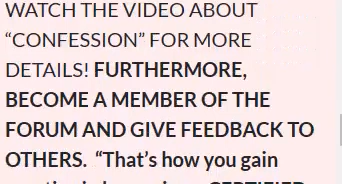 WATCH THE VIDEO ABOUT
“CONFESSION” FOR MORE
DETAILS! FURTHERMORE,
BECOME A MEMBER OF THE
FORUM AND GIVE FEEDBACK TO
OTHERS. “That’s how you gain